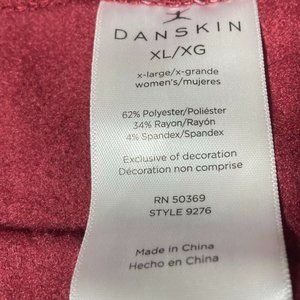 DANSKIN
XL/XG
x-large/x-grande
women's/mujeres
62% Polyester/Poliéster
34% Rayon/Rayón
4% Spandex/Spandex
Exclusive of decoration
Décoration non comprise
RN 50369
STYLE 9276
Made in China
Hecho en China